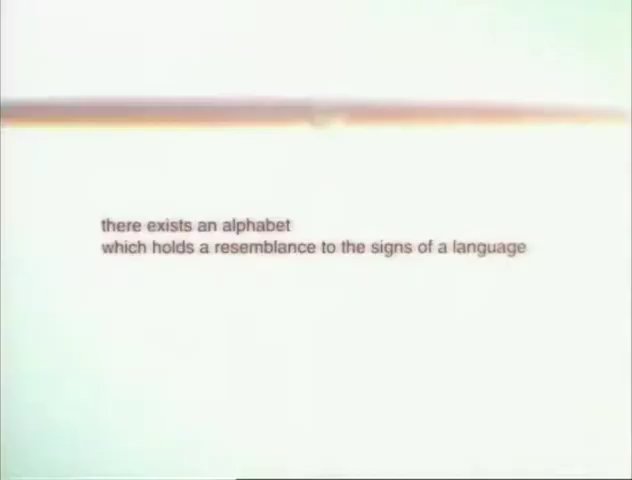 there exists an alphabet
which holds a resemblance to the signs of a language